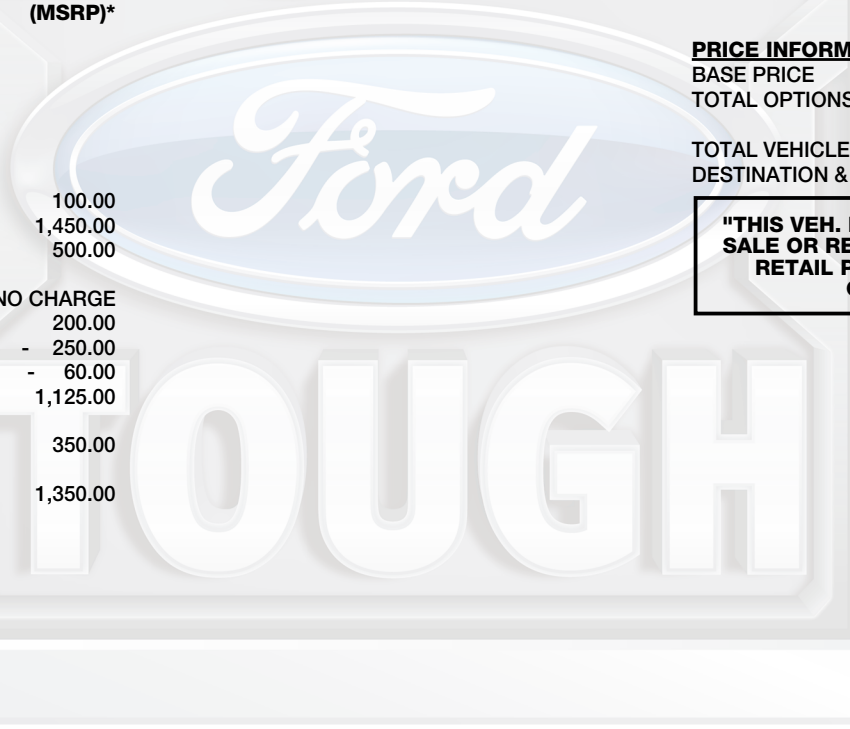 (MSRP)*
100.00
1,450.00
500.00
NO CHARGE
200.00
- 250.00
- 60.00
1,125.00
350.00
1,350.00
PRICE INFORM
BASE PRICE
TOTAL OPTIONS
TOTAL VEHICLE
DESTINATION &
"THIS VEH.
SALE OR RE
RETAIL P
Ford
TOUGH